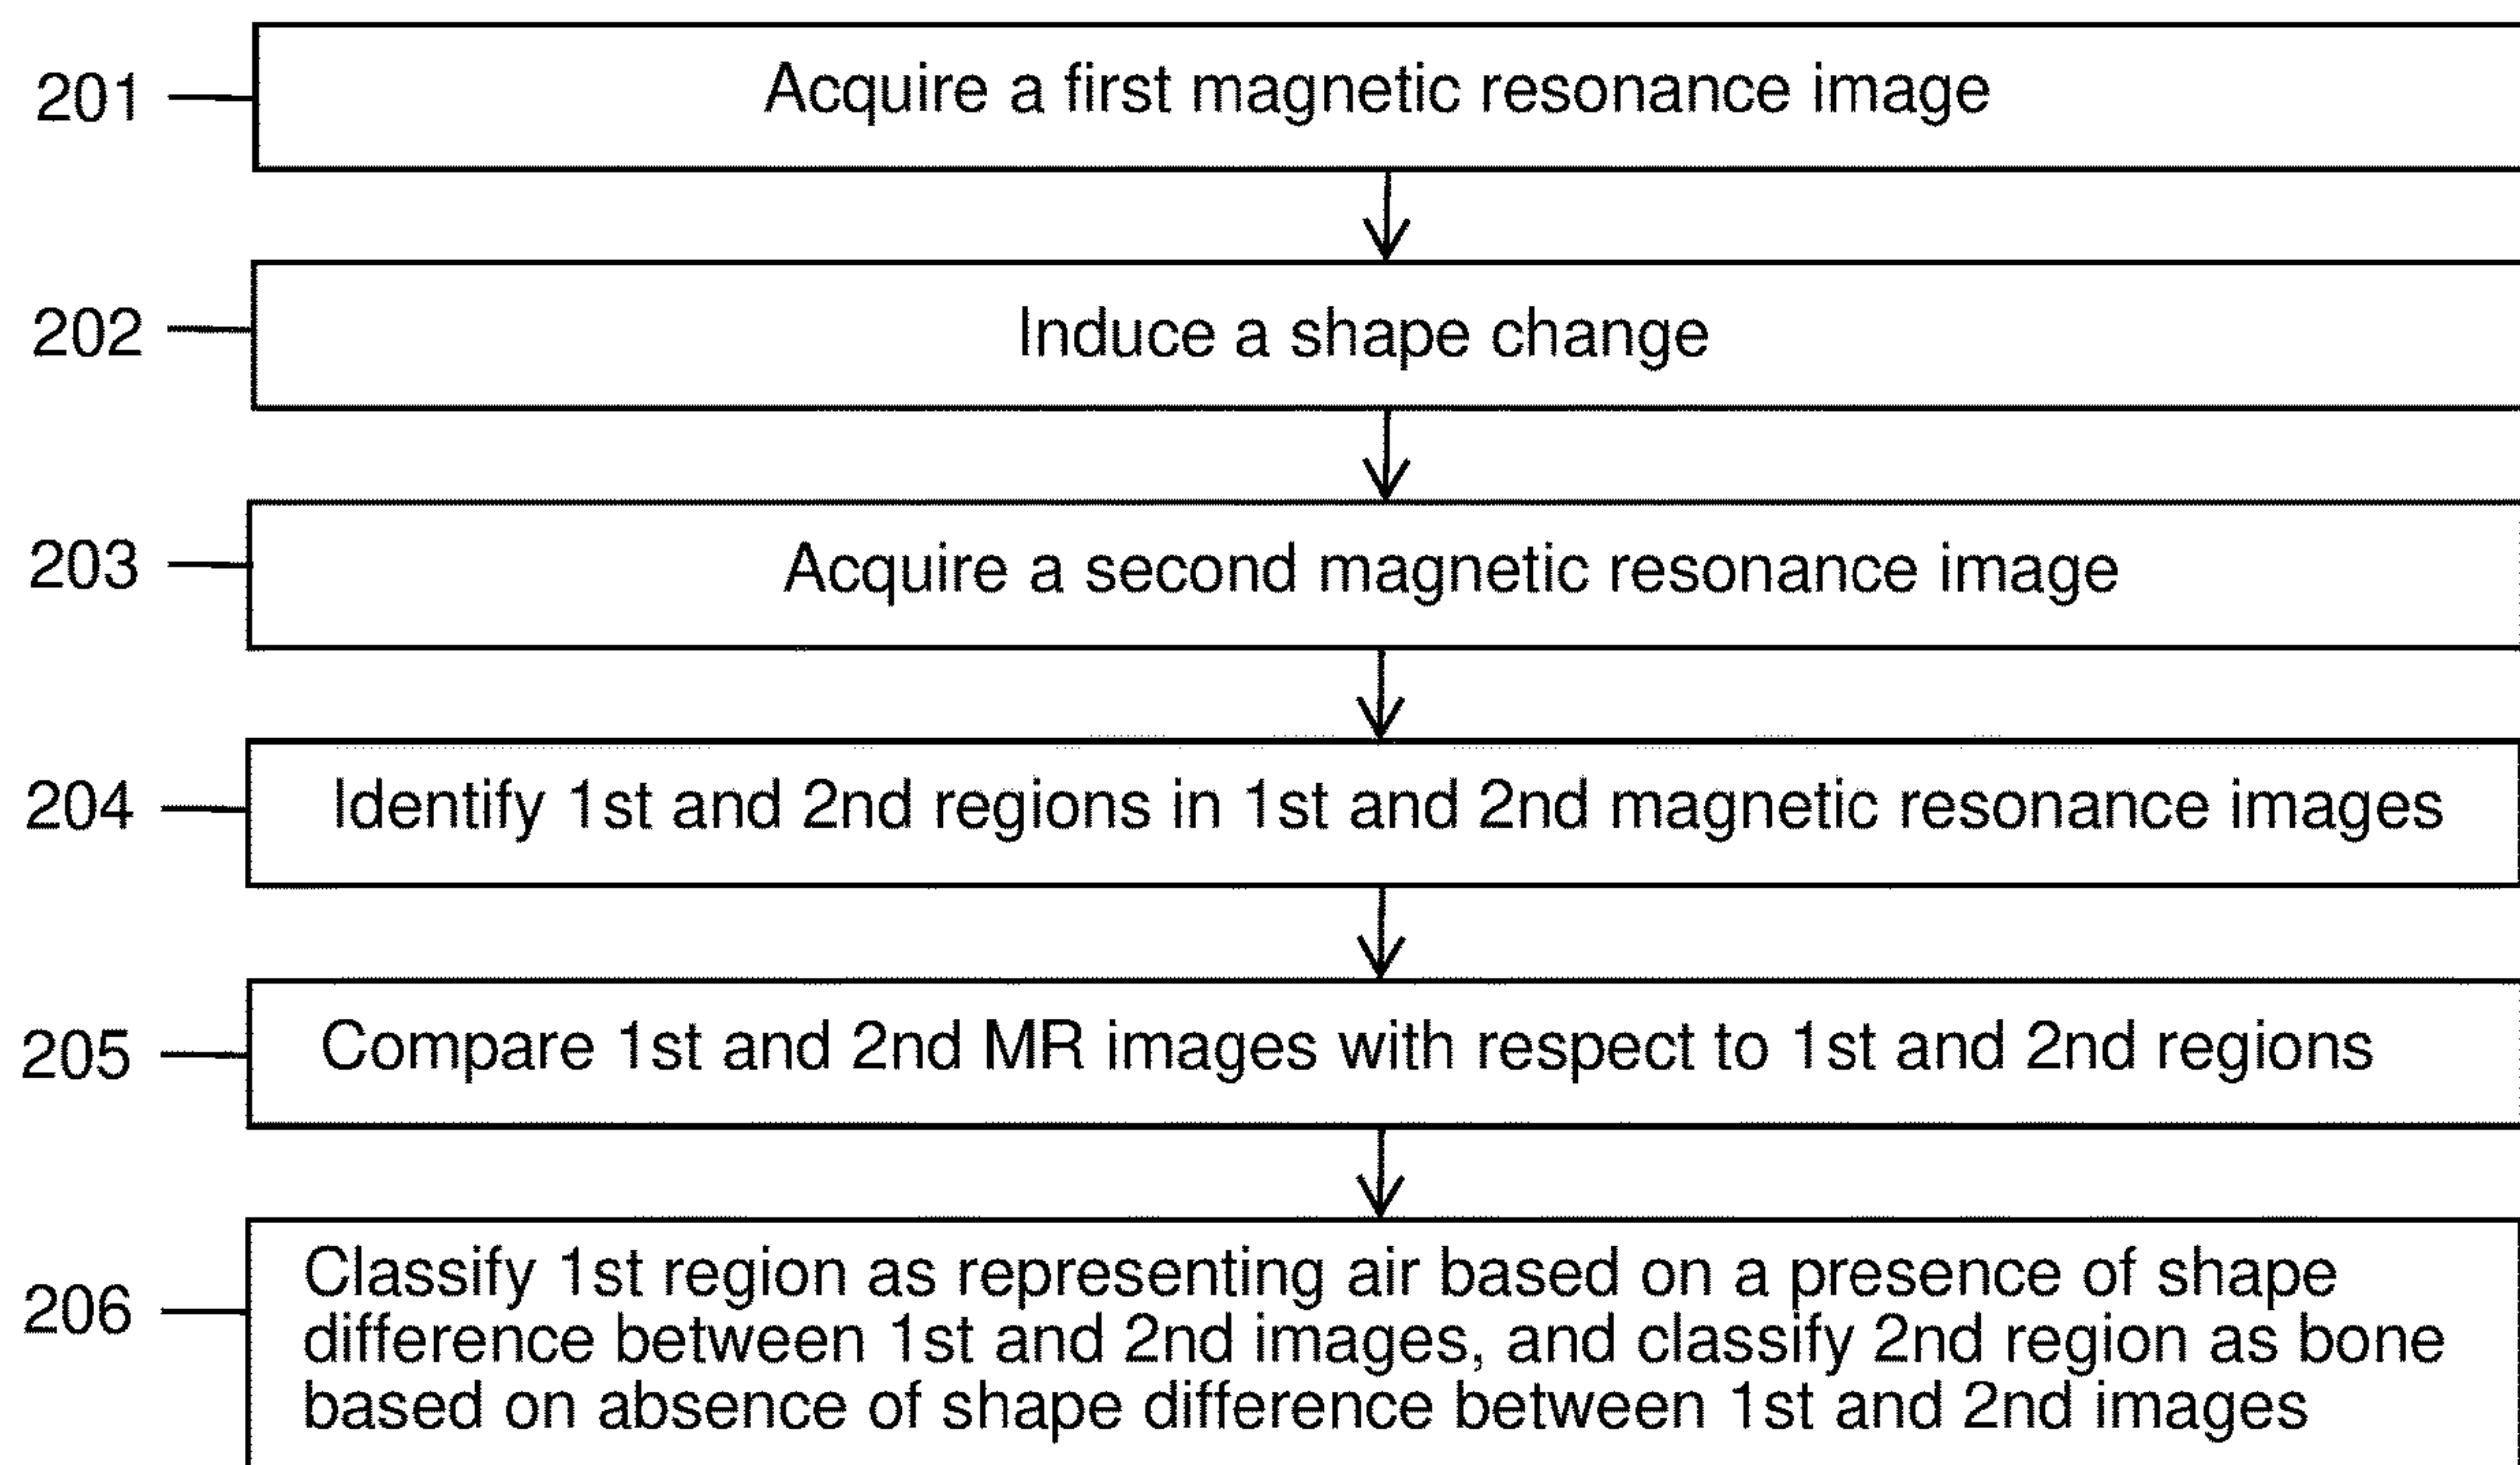 201
Acquire a first magnetic resonance image
202
Induce a shape change
203
Acquire a second magnetic resonance image
204
Identify 1st and 2nd regions in 1st and 2nd magnetic resonance images
205
Compare 1st and 2nd MR images with respect to 1st and 2nd regions
206
Classify 1st region as representing air based on a presence of shape
difference between 1st and 2nd images, and classify 2nd region as bone
based on absence of shape difference between 1st and 2nd images